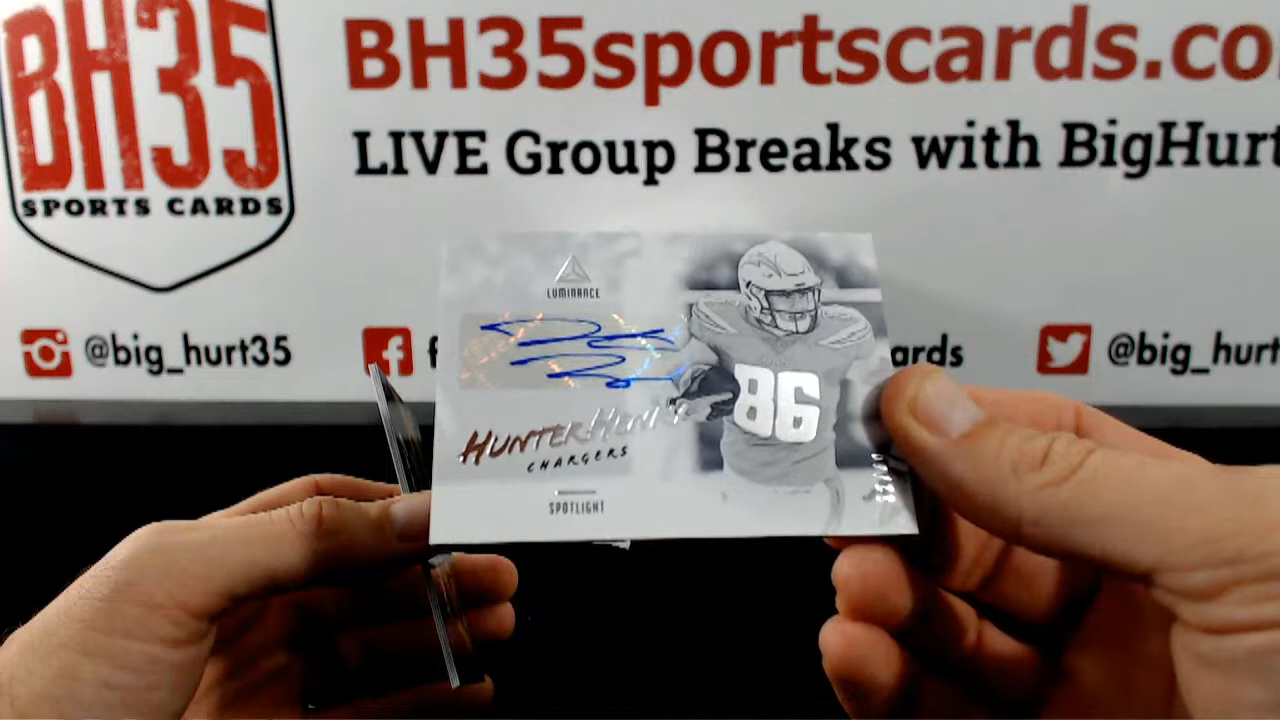 BH35
SPORTS CARDS
BH35sportscards.co
LIVE Group Breaks with BigHurt
@big_hurt35
f
ards
@big_hurt
LUMINANCE
HUNTER HENRY
CHARGERS
SPOTLIGHT
86